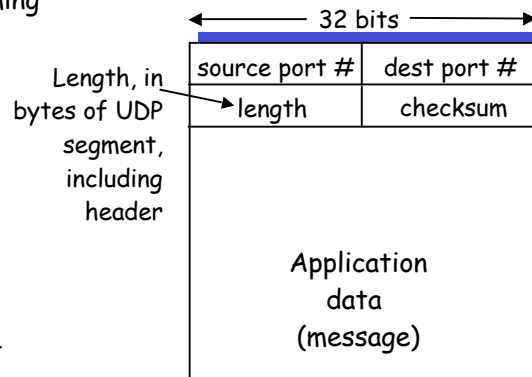 32 bits
source port # dest port #
length checksum
Length, in
bytes of UDP
segment,
including
header
Application
data
(message)